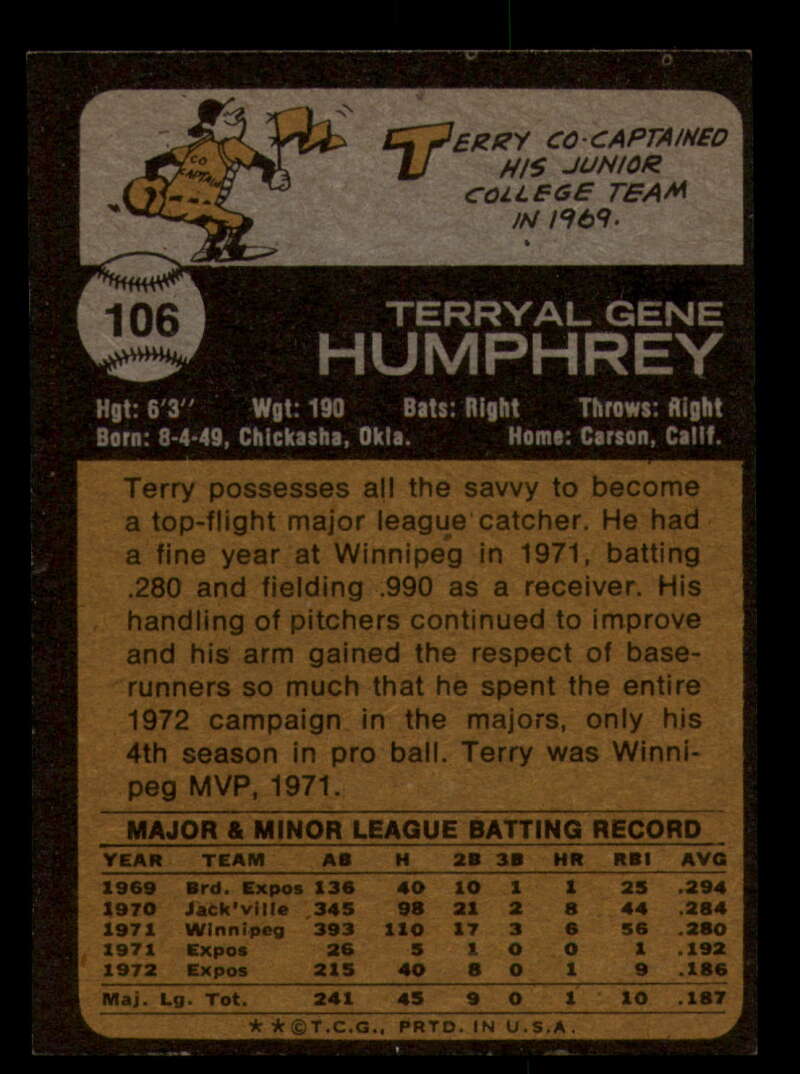 CO
CAPTAIN
TERRY CO-CAPTAINED
HIS JUNIOR
COLLEGE TEAM
IN 1969.
106
TERRYAL GENE
HUMPHREY
Hgt: 6'3" Wgt: 190 Bats: Right Throws: Right
Born: 8-4-49, Chickasha, Okla. Home: Carson, Calif.
Terry possesses all the savvy to become
a top-flight major league catcher. He had
a fine year at Winnipeg in 1971, batting
.280 and fielding .990 as a receiver. His
handling of pitchers continued to improve
and his arm gained the respect of base-
runners so much that he spent the entire
1972 campaign in the majors, only his
4th season in pro ball. Terry was Winni-
peg MVP, 1971.
MAJOR & MINOR LEAGUE BATTING RECORD
YEAR TEAM AB H 2B 3B HR RBI AVG
1969 Brd. Expos 136 40 10 1 1 25 .294
1970 Jack'ville 345 98 21 2 8 44 .284
1971 Winnipeg 393 110 17 3 6 56 .280
1971 Expos 26 5 1 0 0 1 .192
1972 Expos 215 40 8 0 1 9 .186
Maj. Lg. Tot. 241 45 9 0 1 10 .187
**©T.C.G., PRTD. IN U.S.A.